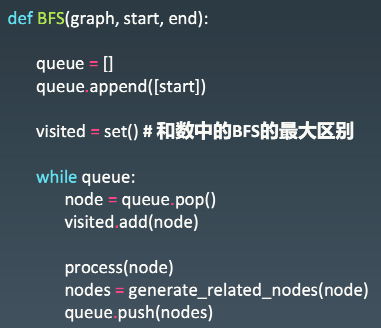 def BFS(graph, start, end):
queue = []
queue.append([start])
visited = set() # 和数中的BFS的最大区别
while queue:
node = queue.pop()
visited.add(node)
process(node)
nodes = generate_related_nodes(node)
queue.push(nodes)